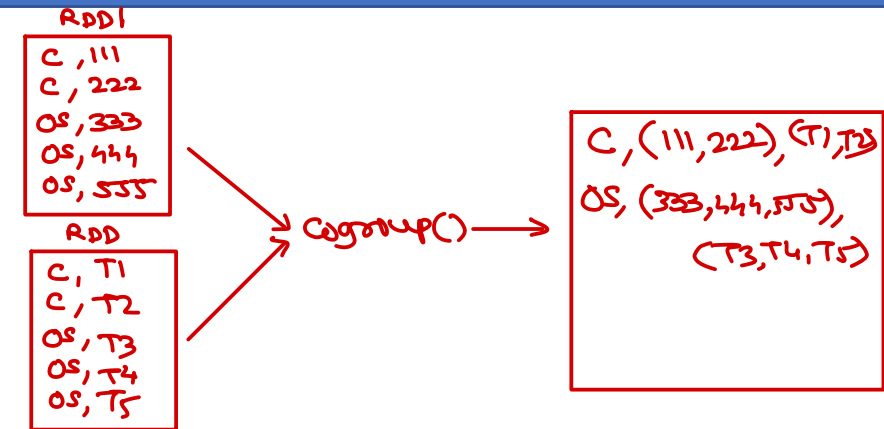 RDD1
C, 111
C, 222
OS, 333
OS, 444
OS, 555
RDD
C, T1
C, T2
OS, T3
OS, T4
OS, T5
Cogroup()
C, (111,222), (T1,T2)
OS, (333,444,555),
(T3,T4,T5)